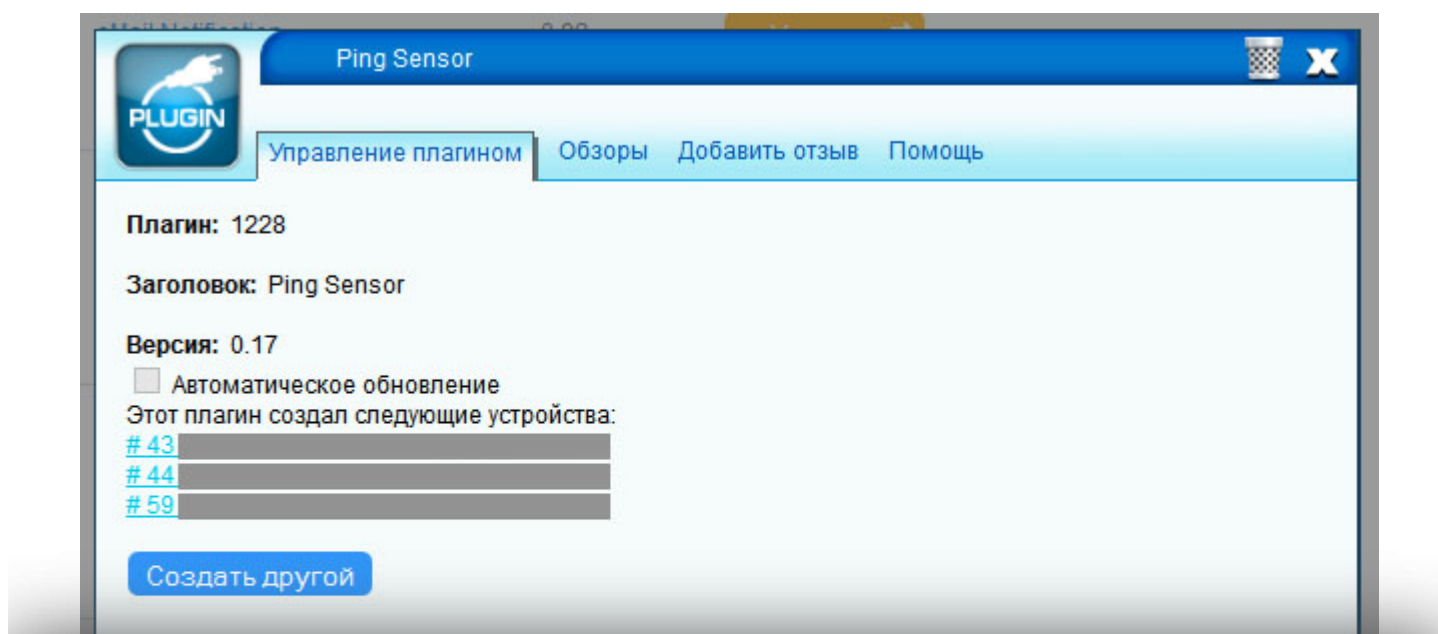 Ping Sensor
PLUGIN
Управление плагином Обзоры Добавить отзыв Помощь
Плагин: 1228
Заголовок: Ping Sensor
Версия: 0.17
Автоматическое обновление
Этот плагин создал следующие устройства:
# 43
# 44
# 59
Создать другой